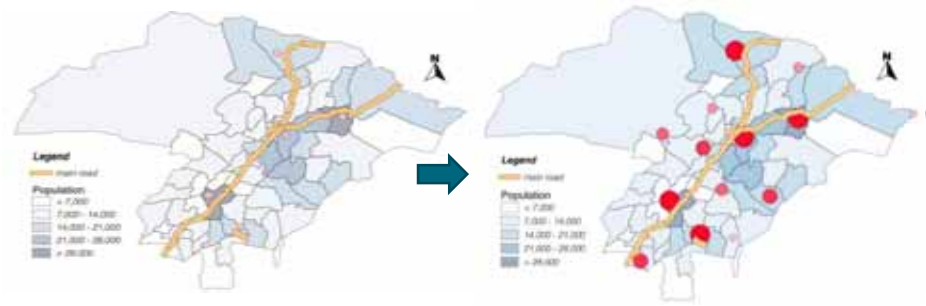 N
Legend
main road
Population
< 7,000
7,000 - 14,000
14,000 - 21,000
21,000 - 28,000
> 28,000
N
Legend
main road
Population
< 7,000
7,000 - 14,000
14,000 - 21,000
21,000 - 28,000
> 28,000